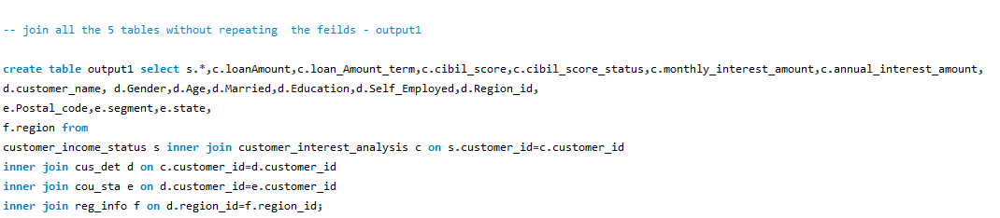 -- join all the 5 tables without repeating  the feilds - output1
create table output1 select s.*,c.loanAmount,c.loan_Amount_term,c.cibil_score,c.cibil_score_status,c.monthly_interest_amount,c.annual_interest_amount,
d.customer_name, d.Gender,d.Age,d.Married,d.Education,d.Self_Employed,d.Region_id,
e.Postal_code,e.segment,e.state,
f.region from
customer_income_status s inner join customer_interest_analysis c on s.customer_id=c.customer_id
inner join cus_det d on c.customer_id=d.customer_id
inner join cou_sta e on d.customer_id=e.customer_id
inner join reg_info f on d.region_id=f.region_id;